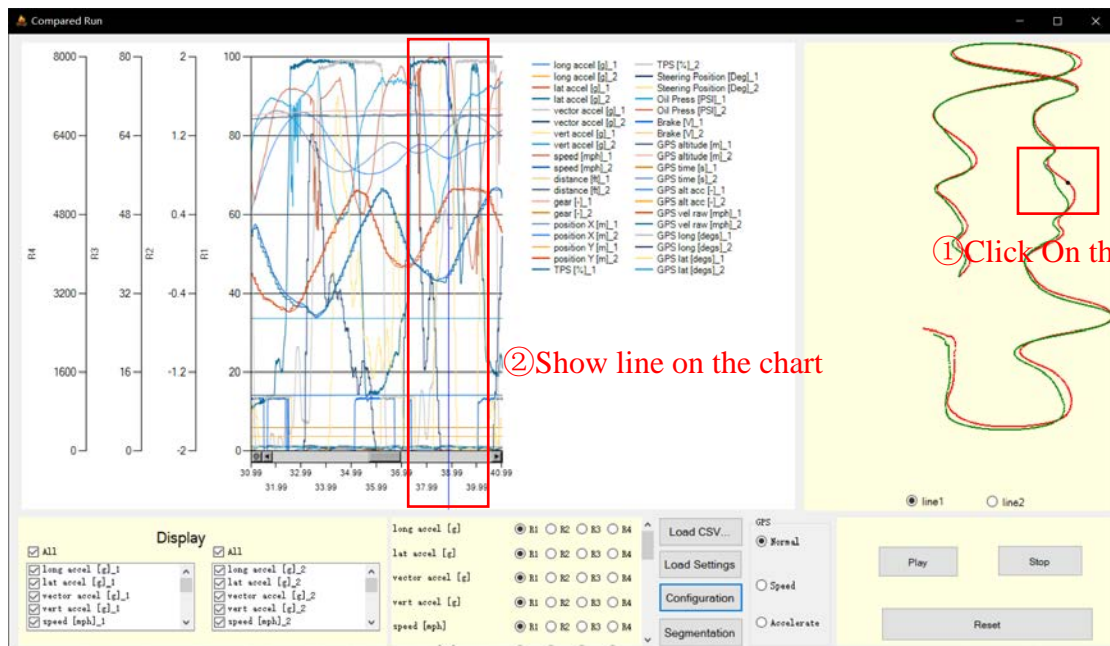 Compared Run
8000 80 2 100
6400 64 1.2 80
4800 48 0.4 60
R4 R3 R2 R1
3200 32 -0.4 40
1600 16 -1.2 20
0 0 -2 0
30.99 32.99 34.99 36.99 38.99 40.99
31.99 33.99 35.99 37.99 39.99
long accel [g]_1
long accel [g]_2
lat accel [g]_1
lat accel [g]_2
vector accel [g]_1
vector accel [g]_2
vert accel [g]_1
vert accel [g]_2
speed [mph]_1
speed [mph]_2
distance [ft]_1
distance [ft]_2
gear [-]_1
gear [-]_2
position X [m]_1
position X [m]_2
position Y [m]_1
position Y [m]_2
TPS [%]_1
TPS [%]_2
Steering Position [Deg]_1
Steering Position [Deg]_2
Oil Press [PSI]_1
Oil Press [PSI]_2
Brake [V]_1
Brake [V]_2
GPS altitude [m]_1
GPS altitude [m]_2
GPS time [s]_1
GPS time [s]_2
GPS alt acc [-]_1
GPS alt acc [-]_2
GPS vel raw [mph]_1
GPS vel raw [mph]_2
GPS long [degs]_1
GPS long [degs]_2
GPS lat [degs]_1
GPS lat [degs]_2
①Click On th
②Show line on the chart
line1 line2
Display
All All
long accel [g]_1
lat accel [g]_1
vector accel [g]_1
vert accel [g]_1
speed [mph]_1
long accel [g]_2
lat accel [g]_2
vector accel [g]_2
vert accel [g]_2
speed [mph]_2
long accel [g] R1 R2 R3 R4
lat accel [g] R1 R2 R3 R4
vector accel [g] R1 R2 R3 R4
vert accel [g] R1 R2 R3 R4
speed [mph] R1 R2 R3 R4
Load CSV...
Load Settings
Configuration
Segmentation
GPS
Normal
Speed
Accelerate
Play Stop
Reset